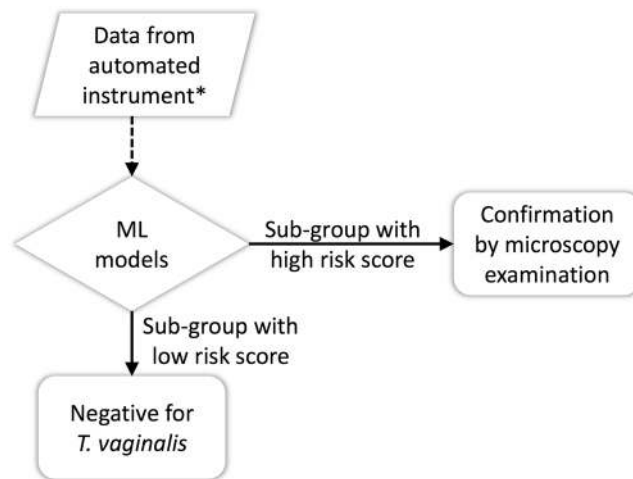 Data from
automated
instrument*
ML
models
Sub-group with
high risk score
Confirmation
by microscopy
examination
Sub-group with
low risk score
Negative for
T. vaginalis